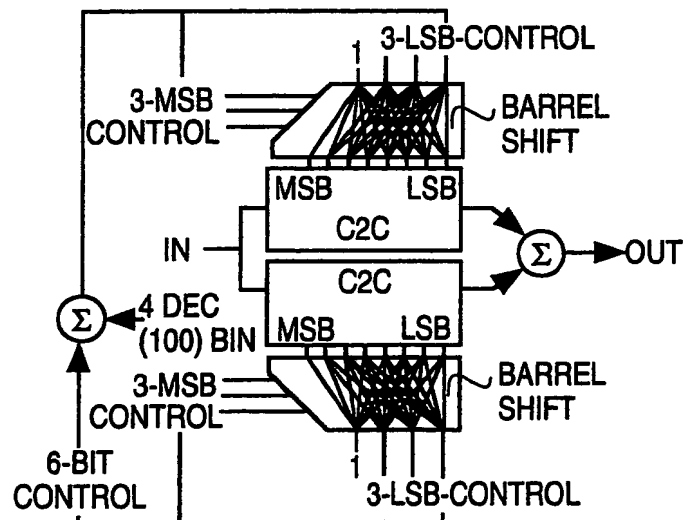 1
3-LSB-CONTROL
3-MSB
CONTROL
BARREL
SHIFT
MSB
LSB
C2C
IN
Σ
OUT
C2C
MSB
LSB
Σ
4 DEC
(100) BIN
3-MSB
CONTROL
BARREL
SHIFT
6-BIT
CONTROL
1
3-LSB-CONTROL